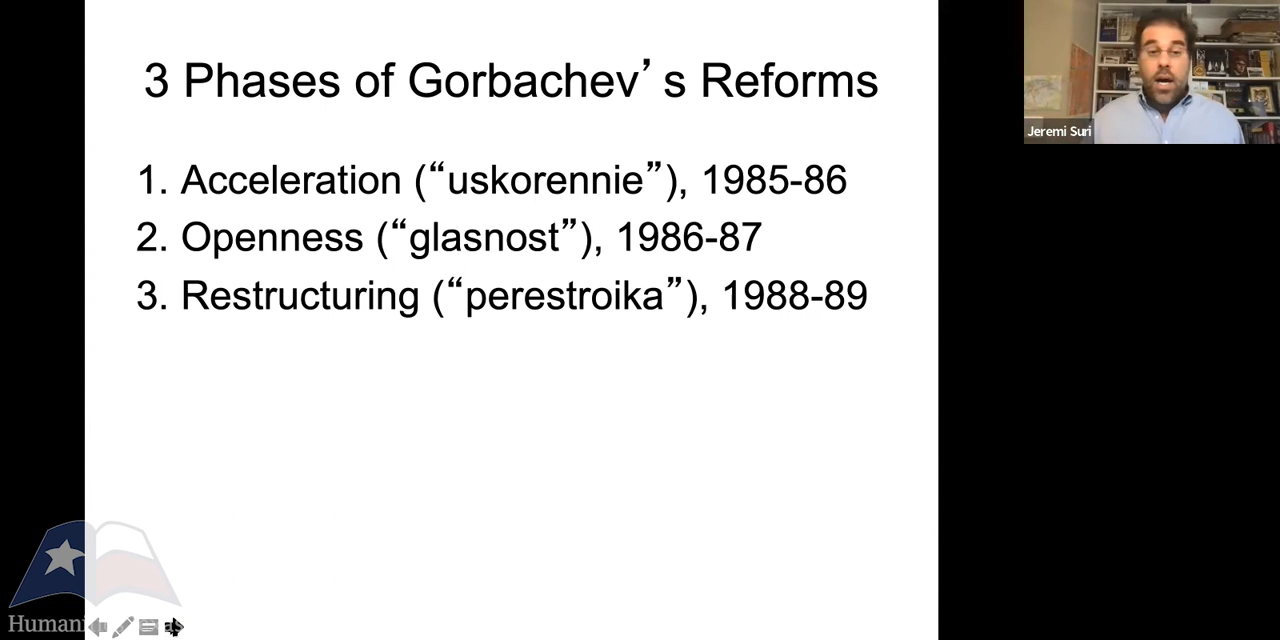 3 Phases of Gorbachev’s Reforms
1. Acceleration (“uskorennie”), 1985-86
2. Openness (“glasnost”), 1986-87
3. Restructuring (“perestroika”), 1988-89
Jeremi Suri